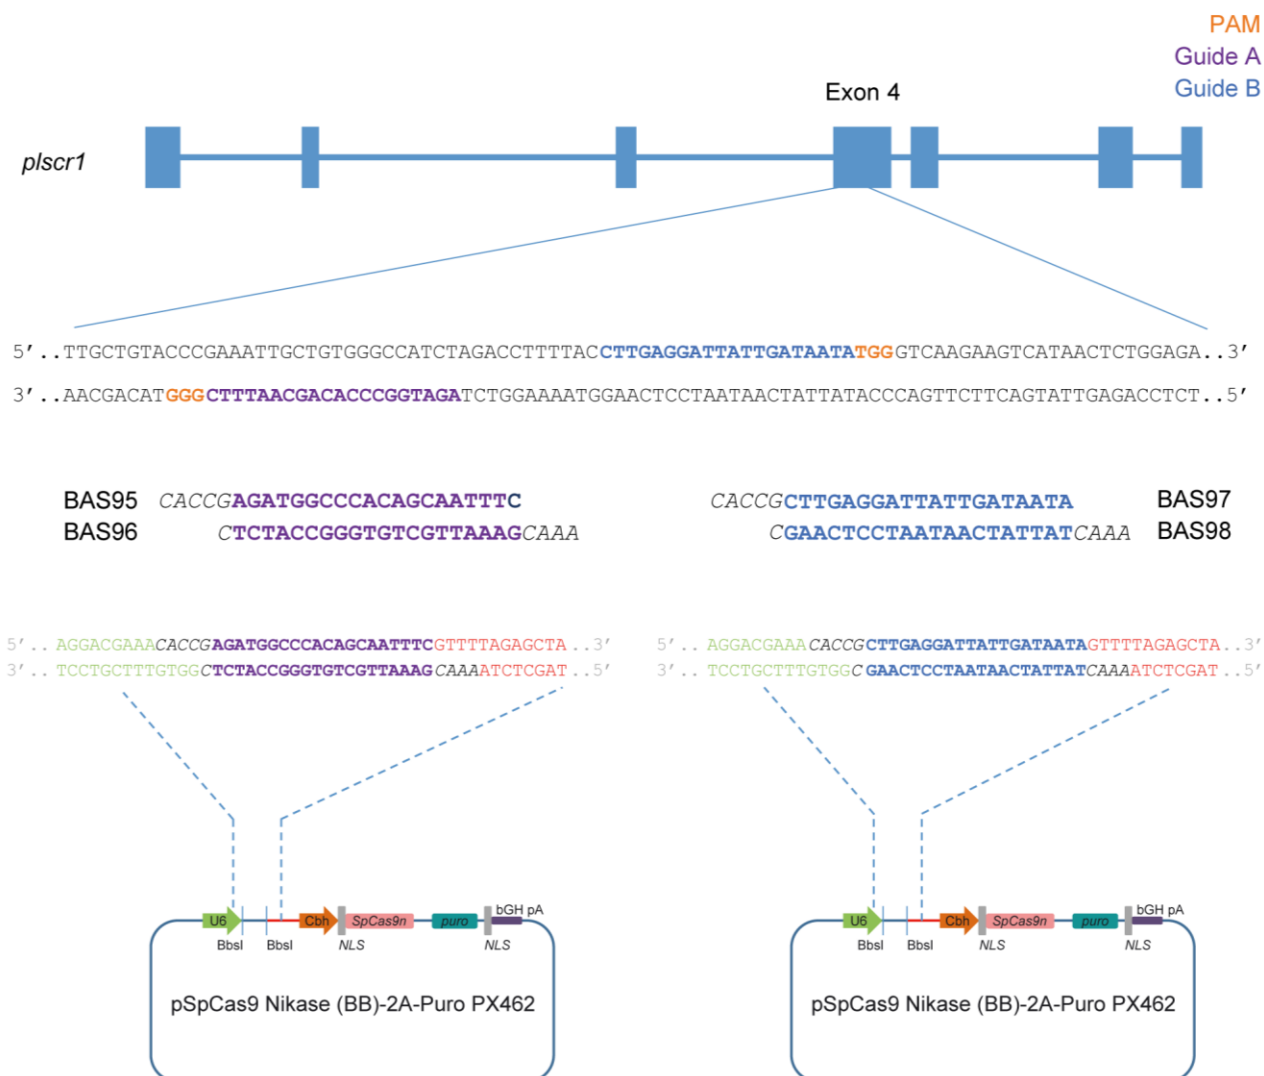 PAM
Guide A
Guide B
Exon 4
plscr1
5’..TTGCTGTACCCGAAATTGCTGTGGGCCATCTAGACCTTTTACCTTGAGGATTATTGATAATATGGGTCAAGAAGTCATAACTCTGGAGA..3’
3’..AACGACATGGGCTTTAACGACACCCGGTAGATCTGGAAAATGGAACTCCTAATAACTATTATACCCAGTTCTTCAGTATTGAGACCTCT..5’
BAS95 CACCGAGATGGCCCACAGCAATTTC
BAS96 CTCTACCGGGTGTCGTTAAAGCAAA
CACCGCTTGAGGATTATTGATAATA BAS97
CGAACTCCTAATAACTATTATCAAA BAS98
5’.. AGGACGAAACACCGAGATGGCCCACAGCAATTTCGTTTTAGAGCTA ..3’
3’.. TCCTGCTTTGTGGCTCTACCGGGTGTCGTTAAAGCAAAATCTCGAT ..5’
5’.. AGGACGAAACACCGCTTGAGGATTATTGATAATAGTTTTAGAGCTA ..3’
3’.. TCCTGCTTTGTGGCGAACTCCTAATAACTATTATCAAAATCTCGAT ..5’
U6 Cbh SpCas9n puro bGH pA
BbsI BbsI NLS NLS
pSpCas9 Nikase (BB)-2A-Puro PX462
U6 Cbh SpCas9n puro bGH pA
BbsI BbsI NLS NLS
pSpCas9 Nikase (BB)-2A-Puro PX462